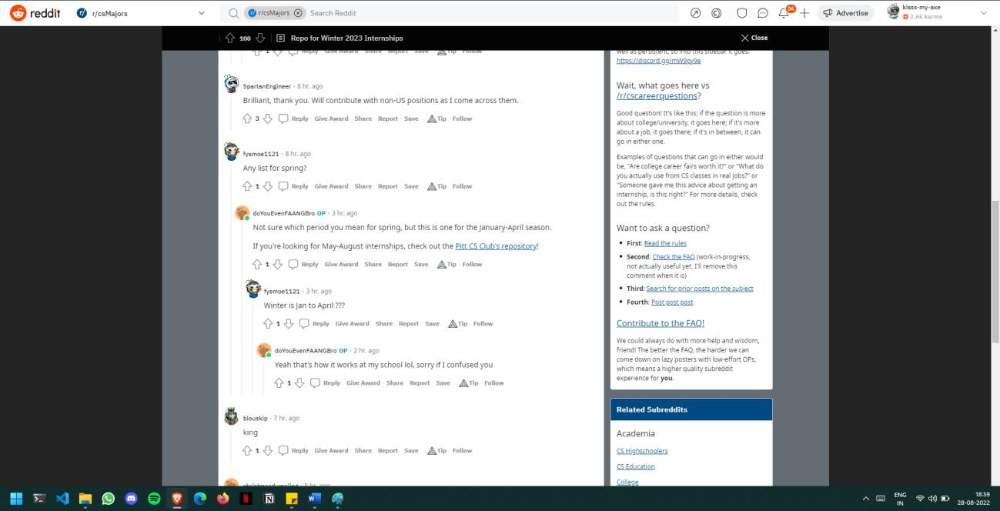 reddit
r/csMajors
r/csMajors
Search Reddit
56
Advertise
kisss-my-axe
2.6k karma
108
Repo for Winter 2023 Internships
Close
1 Reply Give Award Share Report Save Tip Follow
SpartanEngineer · 8 hr. ago
Brilliant, thank you. Will contribute with non-US positions as I come across them.
3 Reply Give Award Share Report Save Tip Follow
fysmoe1121 · 8 hr. ago
Any list for spring?
1 Reply Give Award Share Report Save Tip Follow
doYouEvenFAANGBro OP · 3 hr. ago
Not sure which period you mean for spring, but this is one for the January-April season.
If you're looking for May-August internships, check out the Pitt CS Club's repository!
1 Reply Give Award Share Report Save Tip Follow
fysmoe1121 · 3 hr. ago
Winter is Jan to April ???
1 Reply Give Award Share Report Save Tip Follow
doYouEvenFAANGBro OP · 2 hr. ago
Yeah that's how it works at my school lol, sorry if I confused you
1 Reply Give Award Share Report Save Tip Follow
blouskip · 7 hr. ago
king
1 Reply Give Award Share Report Save Tip Follow
christmasdumpling · 5 hr. ago
well as persistent, so into this sidebar it goes:
https://discord.gg/mW9py9e
Wait, what goes here vs
/r/cscareerquestions?
Good question! It's like this: if the question is more
about college/university, it goes here; if it's more
about a job, it goes there; if it's in between, it can
go in either one.
Examples of questions that can go in either would
be, "Are college career fairs worth it?" or "What do
you actually use from CS classes in real jobs?" or
"Someone gave me this advice about getting an
internship, is this right?" For more details, check
out the rules.
Want to ask a question?
First: Read the rules
Second: Check the FAQ (work-in-progress,
not actually useful yet, I'll remove this
comment when it is)
Third: Search for prior posts on the subject
Fourth: Post post post
Contribute to the FAQ!
We could always do with more help and wisdom,
friend! The better the FAQ, the harder we can
come down on lazy posters with low-effort OPs,
which means a higher quality subreddit
experience for you.
Related Subreddits
Academia
CS Highschoolers
CS Education
College
ENG
IN
18:59
28-08-2022